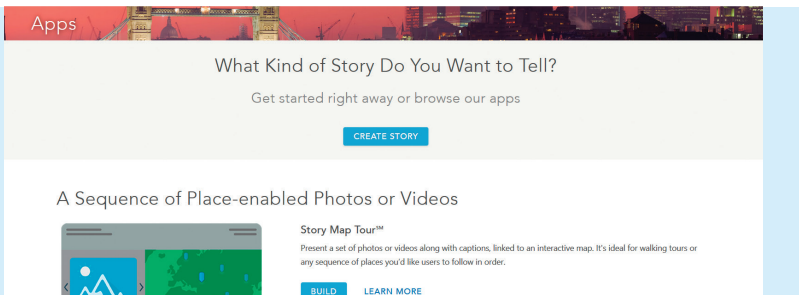 Apps
What Kind of Story Do You Want to Tell?
Get started right away or browse our apps
CREATE STORY
A Sequence of Place-enabled Photos or Videos
Story Map Tour℠
Present a set of photos or videos along with captions, linked to an interactive map. It's ideal for walking tours or
any sequence of places you'd like users to follow in order.
BUILD LEARN MORE